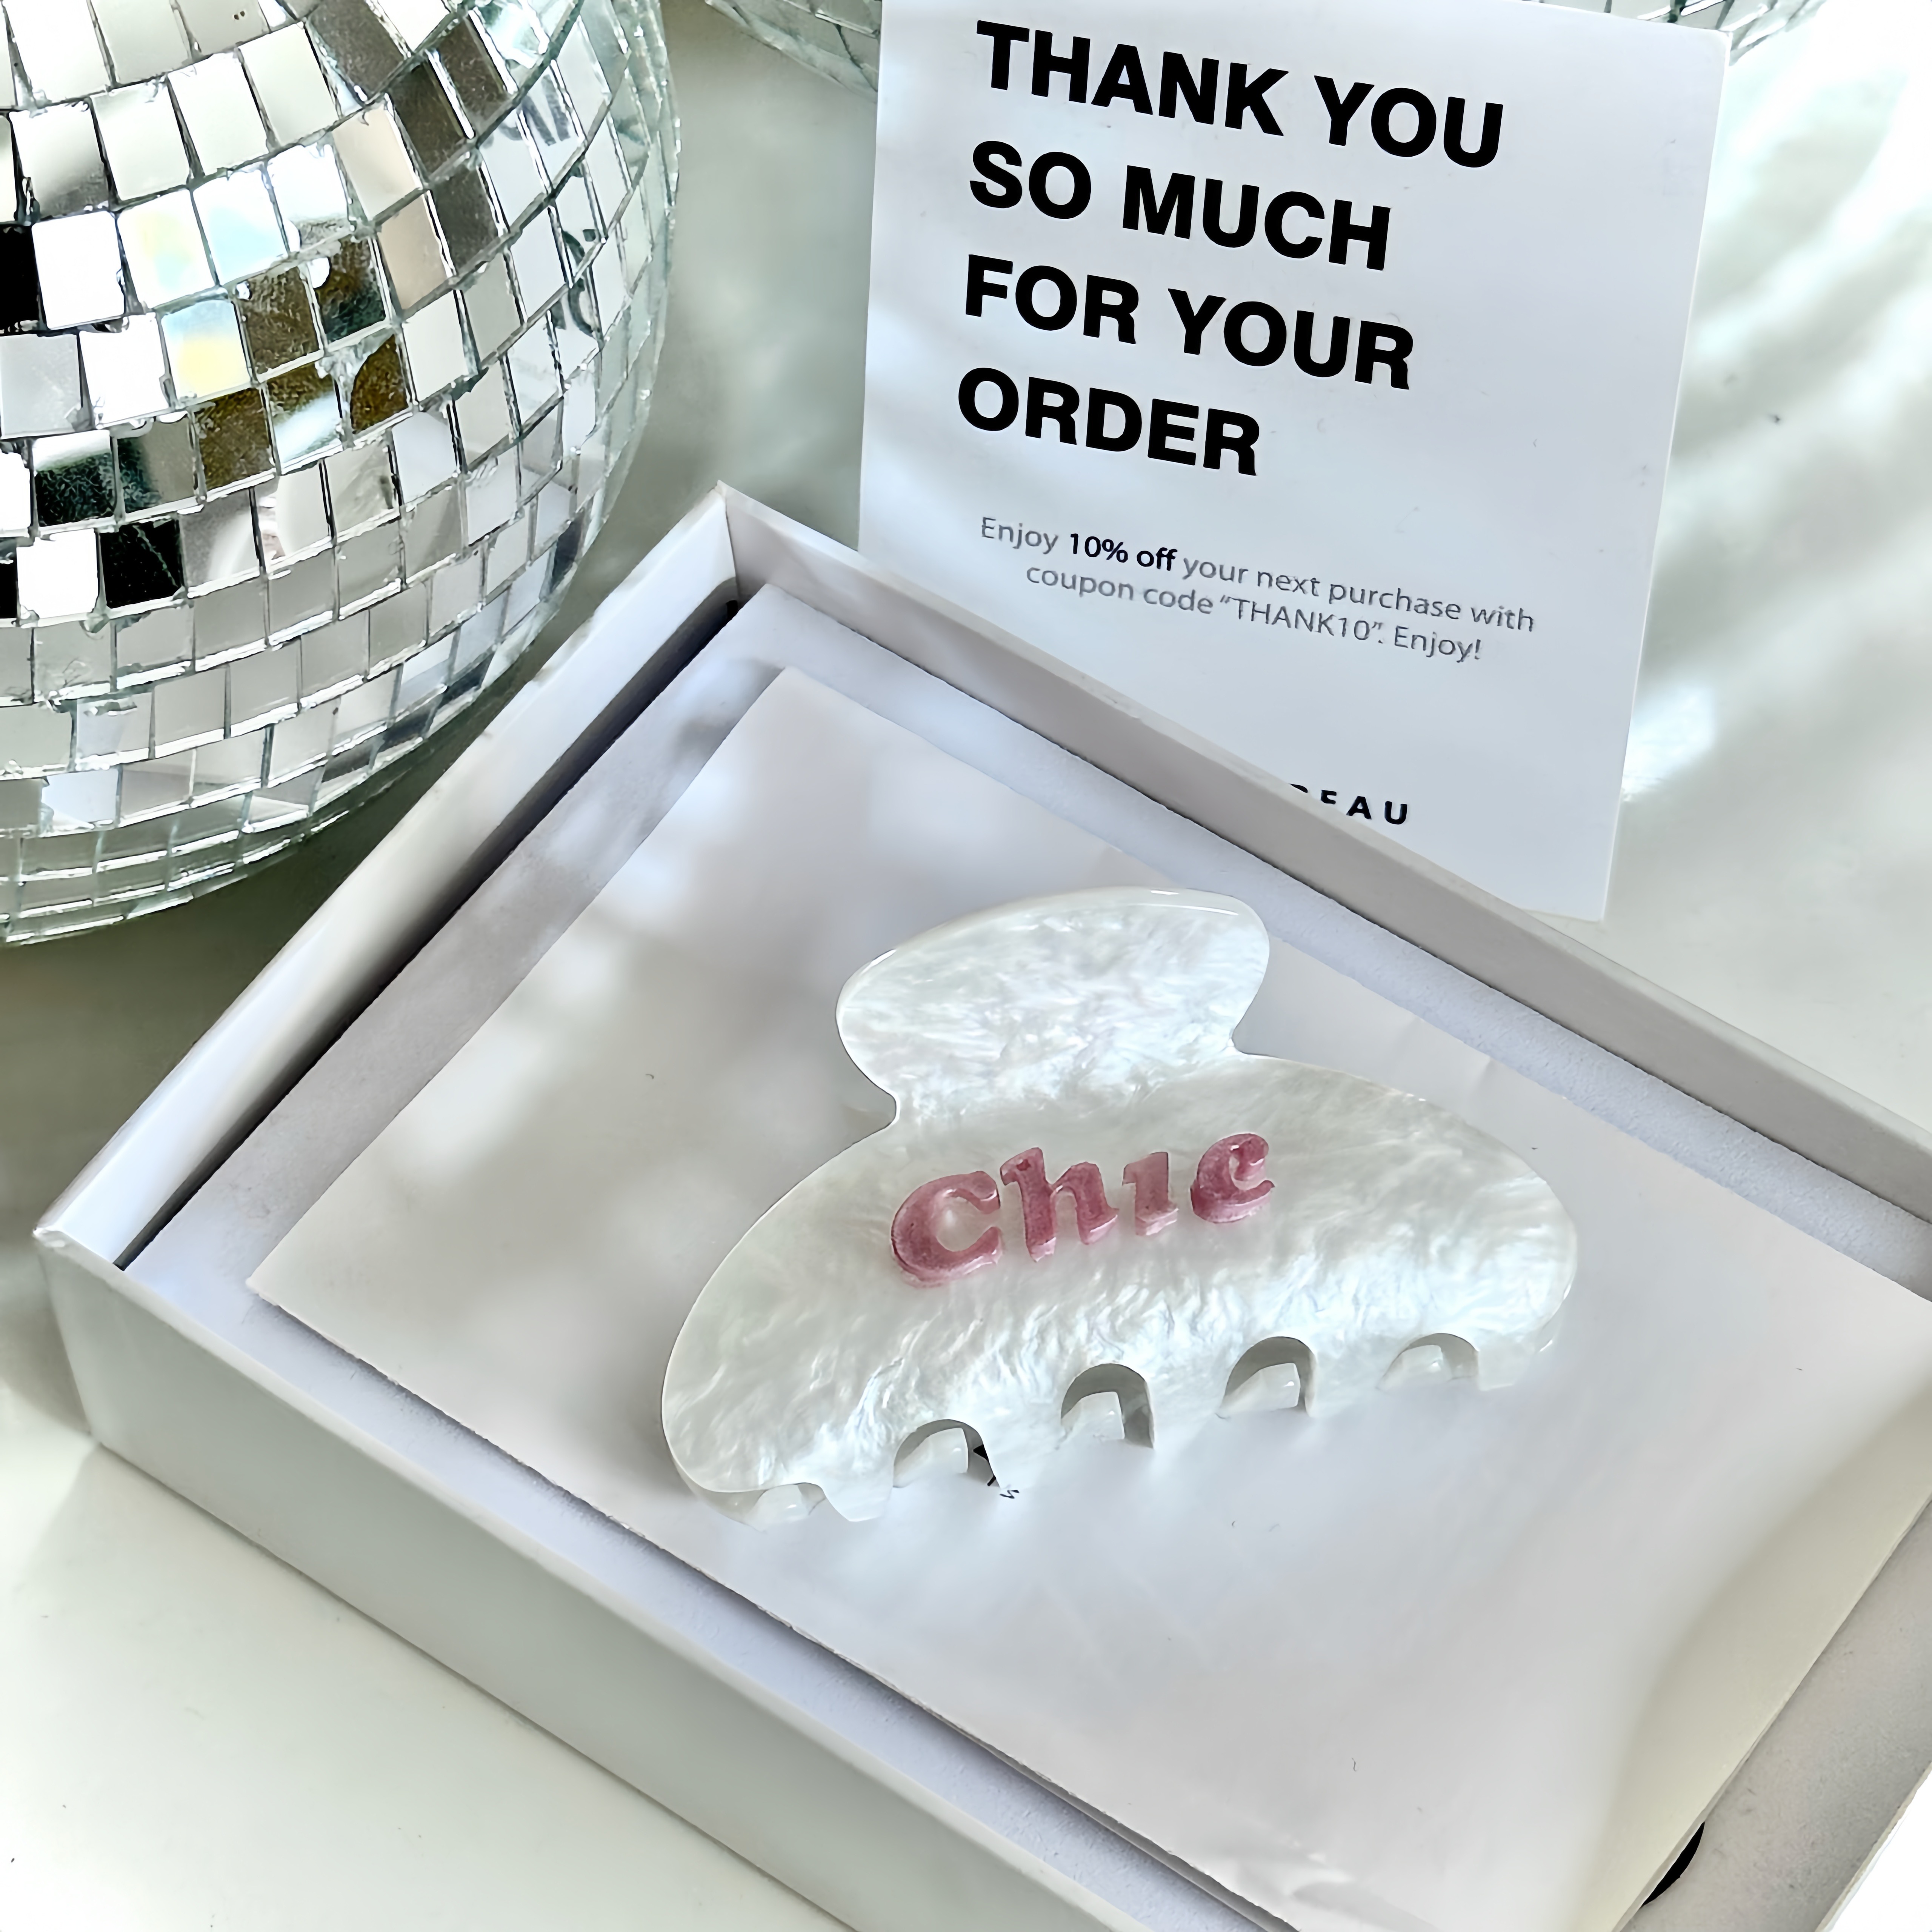 THANK YOU
SO MUCH
FOR YOUR
ORDER
Enjoy 10% off your next purchase with
coupon code “THANK10”. Enjoy!
Chic